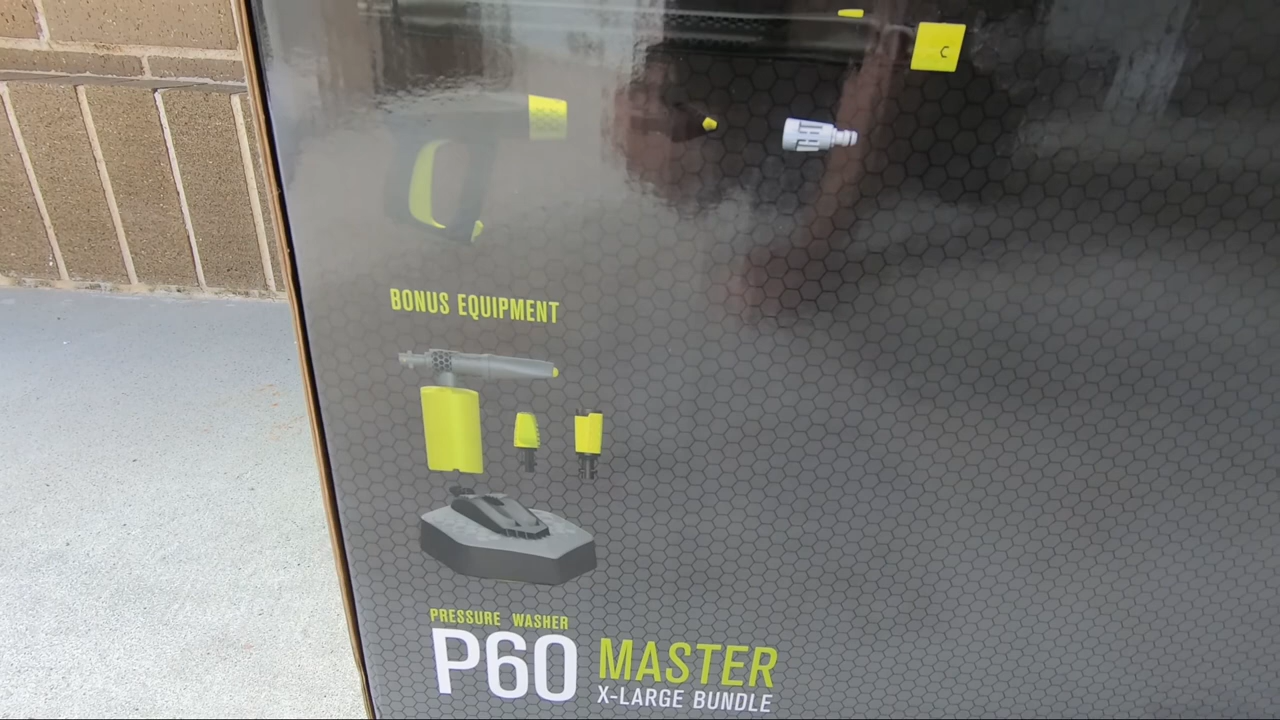 C
BONUS EQUIPMENT
PRESSURE WASHER
P60 MASTER
X-LARGE BUNDLE